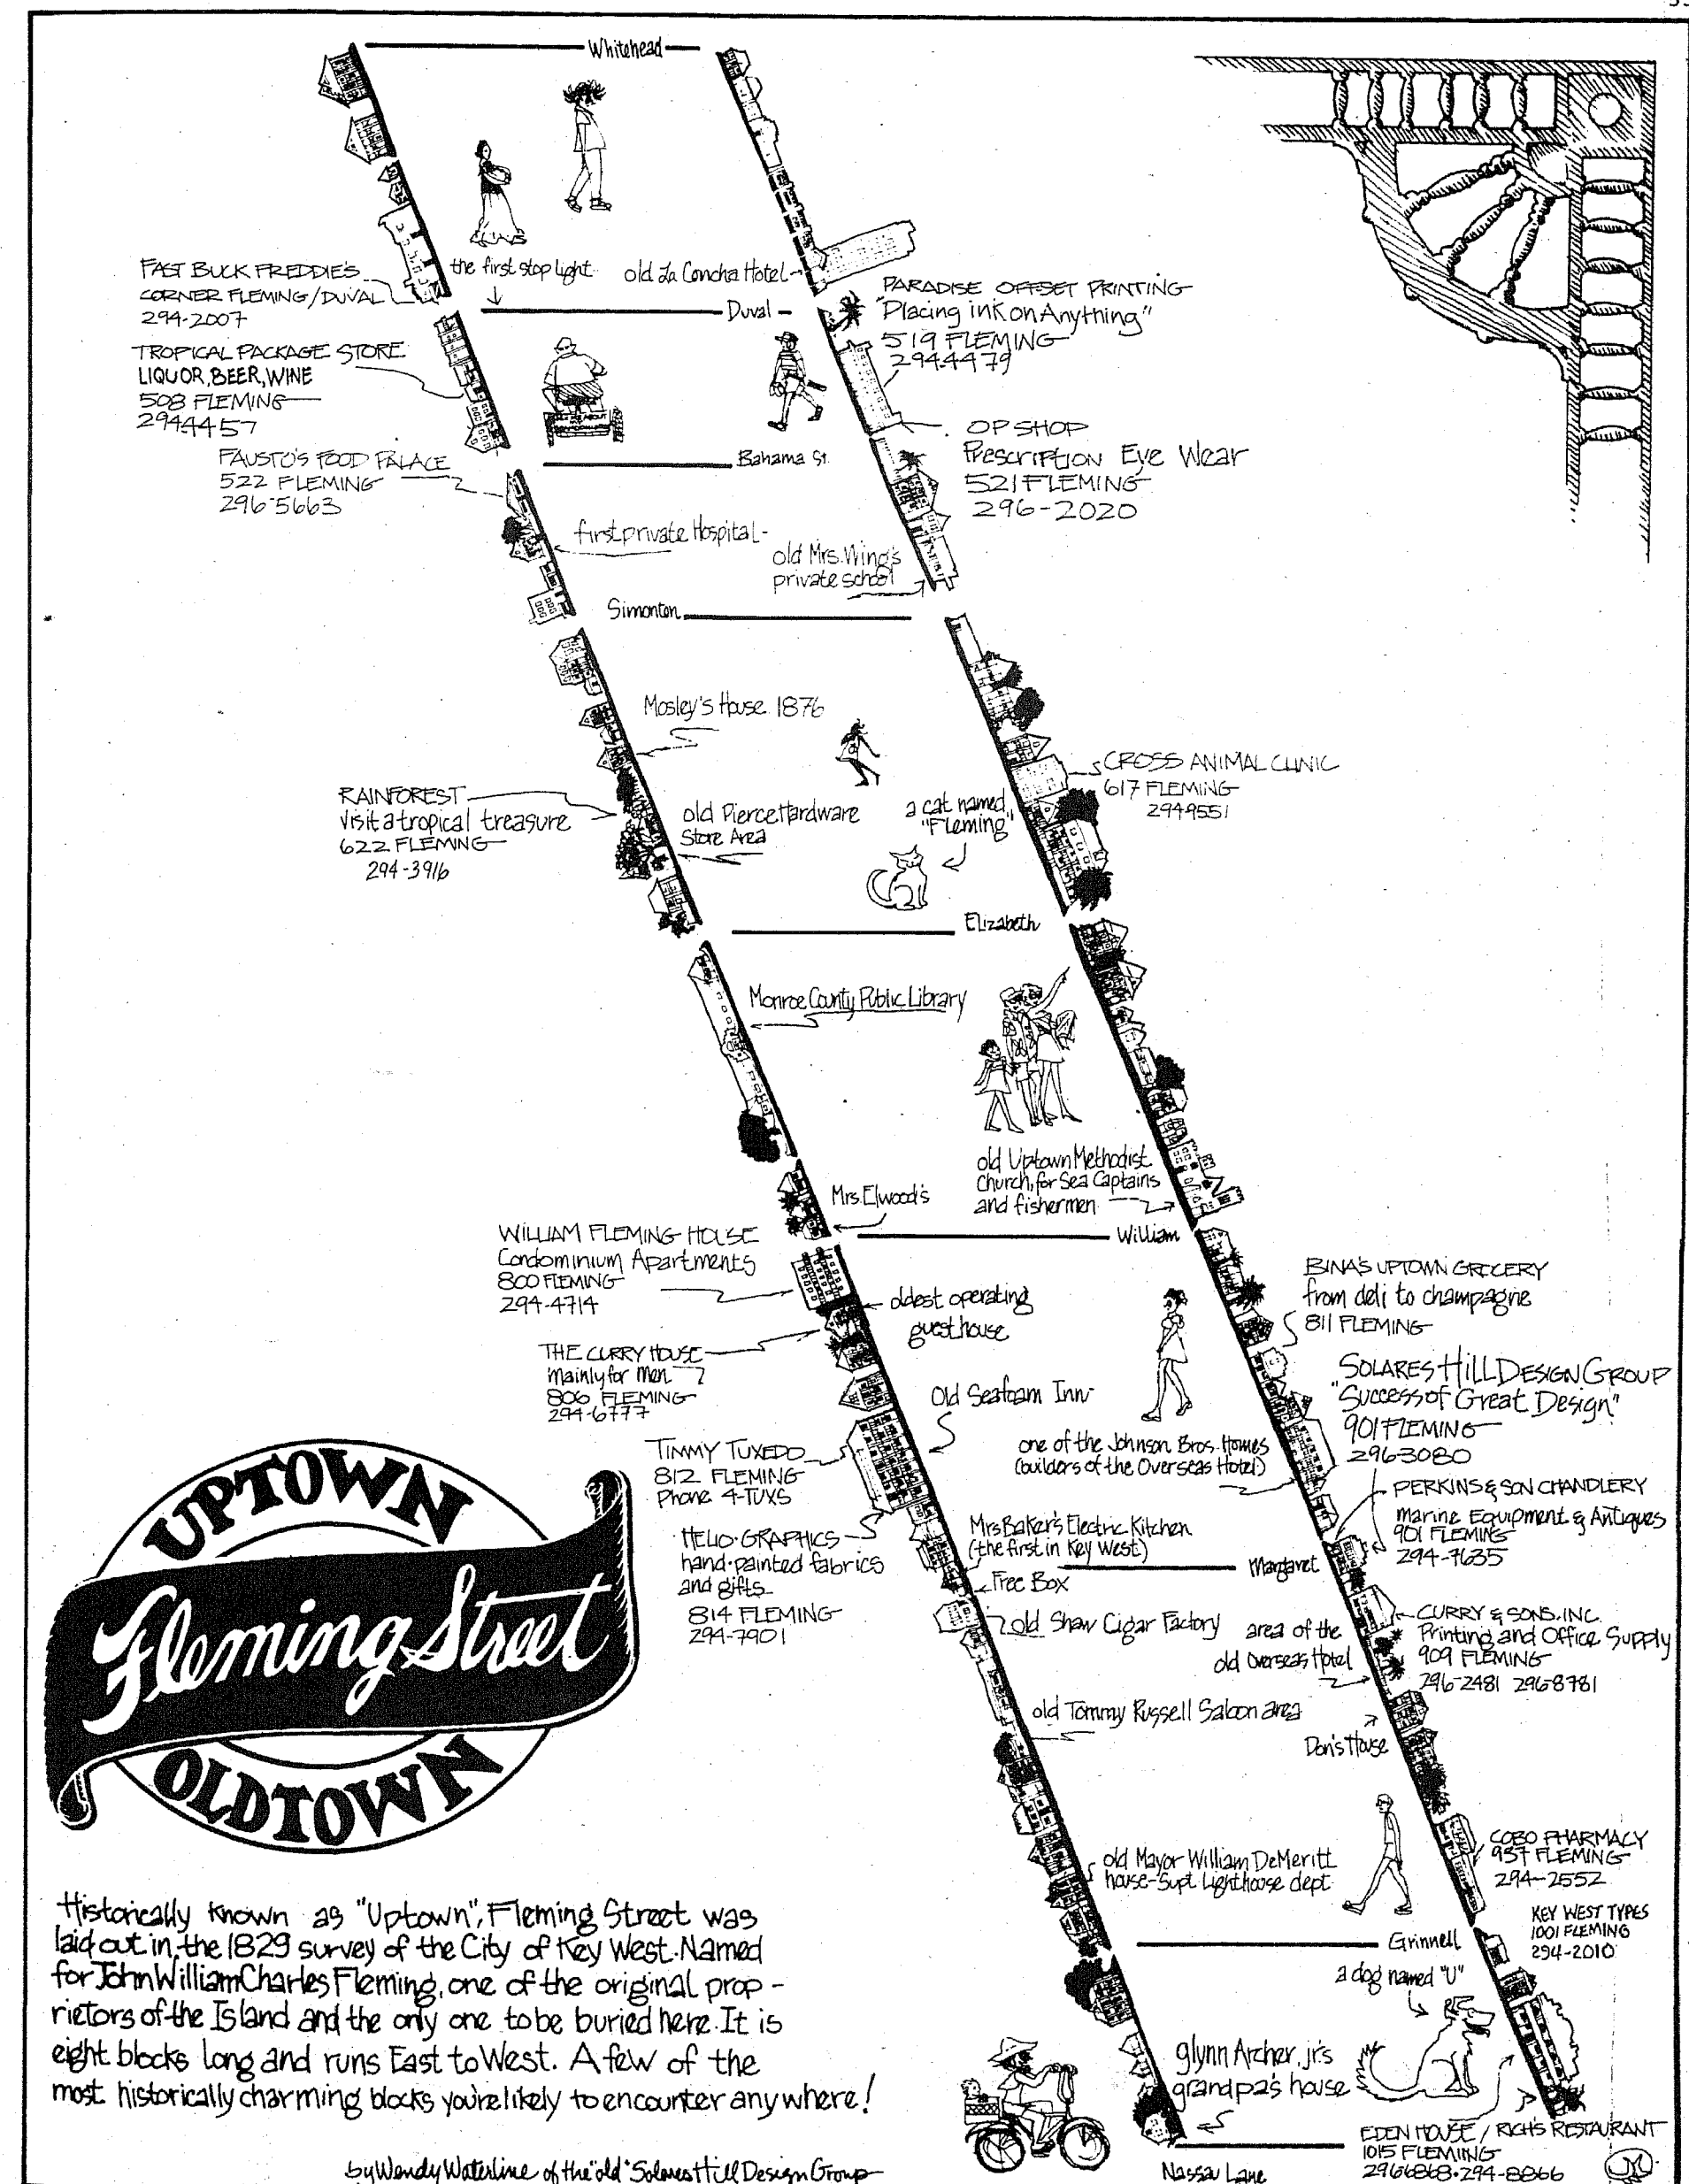 Whitehead
FAST BUCK FREDDIE'S
CORNER FLEMING/DUVAL
294-2007
the first stop light
old La Concha Hotel
Duval
PARADISE OFFSET PRINTING
"Placing ink on Anything"
519 FLEMING
294-4479
TROPICAL PACKAGE STORE
LIQUOR, BEER, WINE
508 FLEMING
294-4457
OP SHOP
Prescription Eye Wear
521 FLEMING
296-2020
Bahama St.
FAUSTO'S FOOD PALACE
522 FLEMING
296-5663
first private Hospital-
old Mrs. Wing's
private school
Simonton
Mosley's House 1876
CROSS ANIMAL CLINIC
617 FLEMING
294-9551
RAINFOREST
Visit a tropical treasure
622 FLEMING
294-3916
old Pierce Hardware
Store Area
a cat named
"Fleming"
Elizabeth
Monroe County Public Library
old Uptown Methodist
Church, for Sea Captains
and fishermen
Mrs. Elwood's
William
WILLIAM FLEMING HOUSE
Condominium Apartments
800 FLEMING
294-4714
oldest operating
guest house
BINA'S UPTOWN GROCERY
from deli to champagne
811 FLEMING
THE CURRY HOUSE
mainly for men
806 FLEMING
294-6777
SOLARES HILL DESIGN GROUP
"Success of Great Design"
901 FLEMING
296-3080
Old Seafoam Inn
one of the Johnson Bros. Homes
(builders of the Overseas Hotel)
TIMMY TUXEDO
812 FLEMING
Phone 4-TUXS
PERKINS & SON CHANDLERY
marine Equipment & Antiques
901 FLEMING
294-7635
HELIO-GRAPHICS
hand-painted fabrics
and gifts
814 FLEMING
294-7901
Mrs Baker's Electric Kitchen
(the first in Key West)
Margaret
Free Box
old Shaw Cigar Factory
area of the
old Overseas Hotel
CURRY & SONS, INC.
Printing and Office Supply
909 FLEMING
296-2481 296-8781
old Tommy Russell Saloon area
Don's House
UPTOWN
Fleming Street
OLDTOWN
COBO PHARMACY
937 FLEMING
294-2552
old Mayor William DeMeritt
house-Supt Lighthouse dept
KEY WEST TYPES
1001 FLEMING
294-2010
Grinnell
a dog named "U"
Historically known as "Uptown", Fleming Street was
laid out in the 1829 survey of the City of Key West. Named
for John William Charles Fleming, one of the original prop-
rietors of the Island and the only one to be buried here. It is
eight blocks long and runs East to West. A few of the
most historically charming blocks you're likely to encounter anywhere!
glynn Archer, jr's
grandpa's house
EDEN HOUSE / RICH'S RESTAURANT
1015 FLEMING
296-6868 · 294-8866
Nassau Lane
by Wendy Waterline of the "old" Solares Hill Design Group